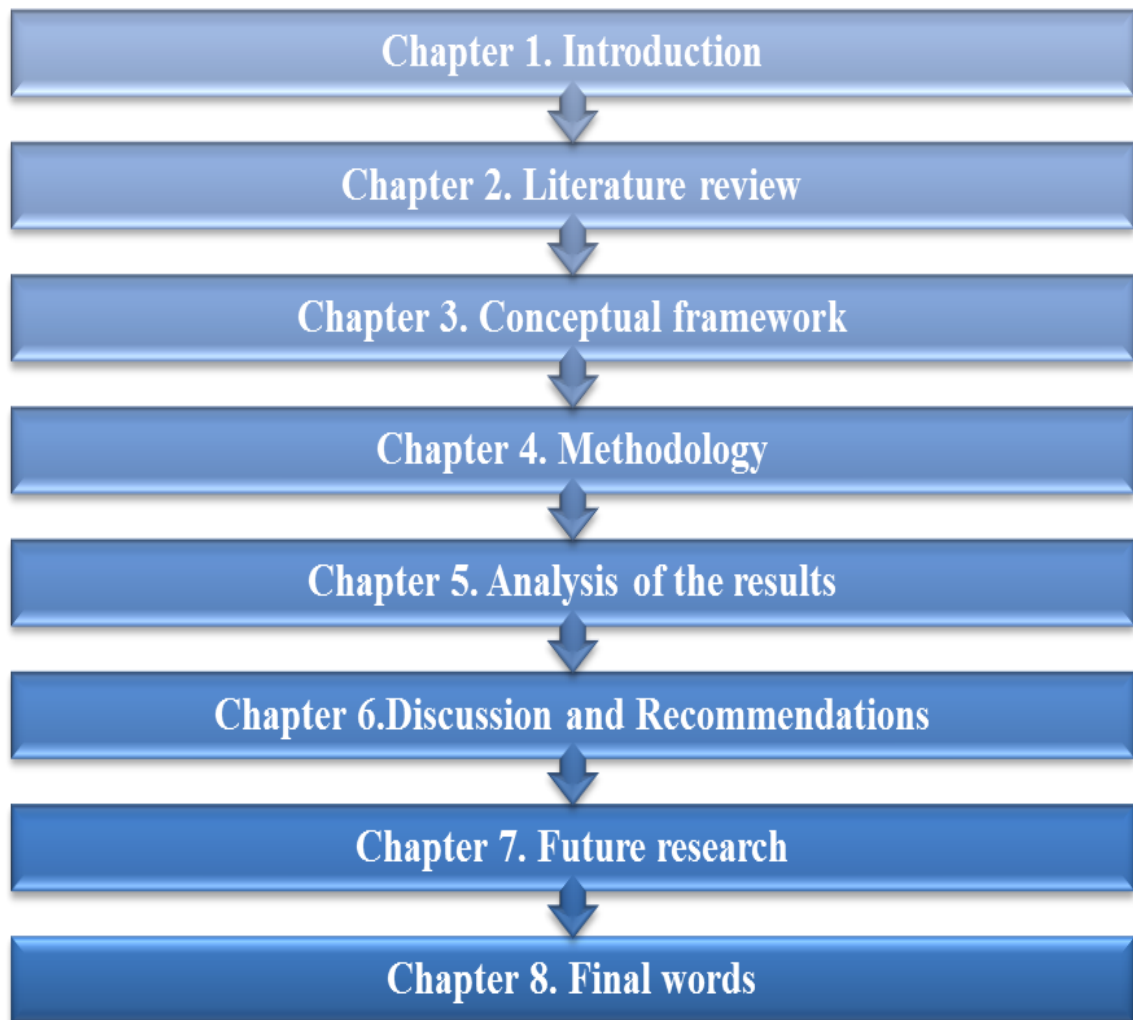 Chapter 1. Introduction
Chapter 2. Literature review
Chapter 3. Conceptual framework
Chapter 4. Methodology
Chapter 5. Analysis of the results
Chapter 6.Discussion and Recommendations
Chapter 7. Future research
Chapter 8. Final words